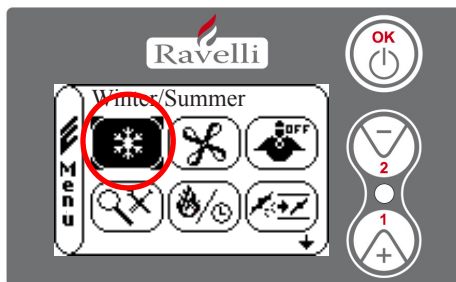 Ravelli
OK
Winter/Summer
OFF
Menu
−
2
1
+